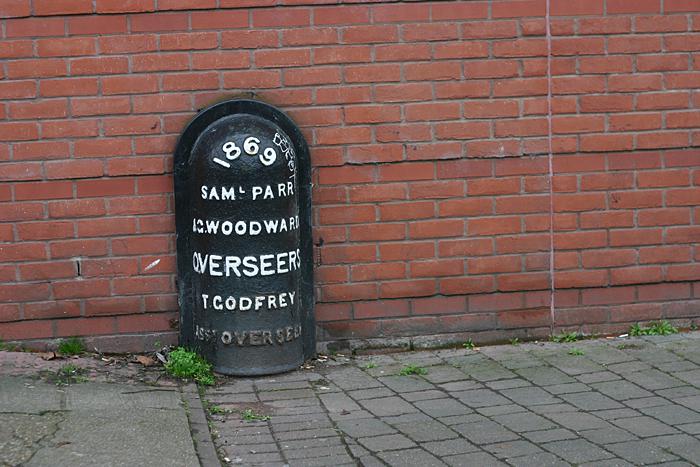 1869
SAML PARR
WOODWARD
OVERSEERS
T GODFREY
ASST OVERSEER